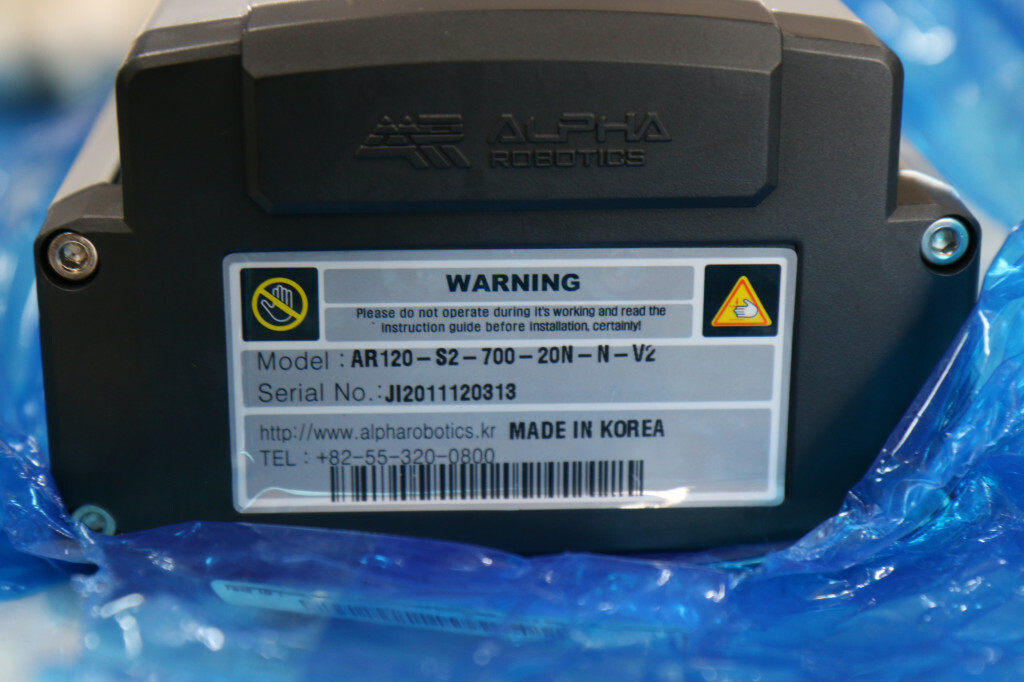 ALPHA
ROBOTICS
WARNING
Please do not operate during it's working and read the
instruction guide before installation, certainly!
Model : AR120-S2-700-20N-N-V2
Serial No.:JI2011120313
http://www.alpharobotics.kr MADE IN KOREA
TEL : +82-55-320-0800